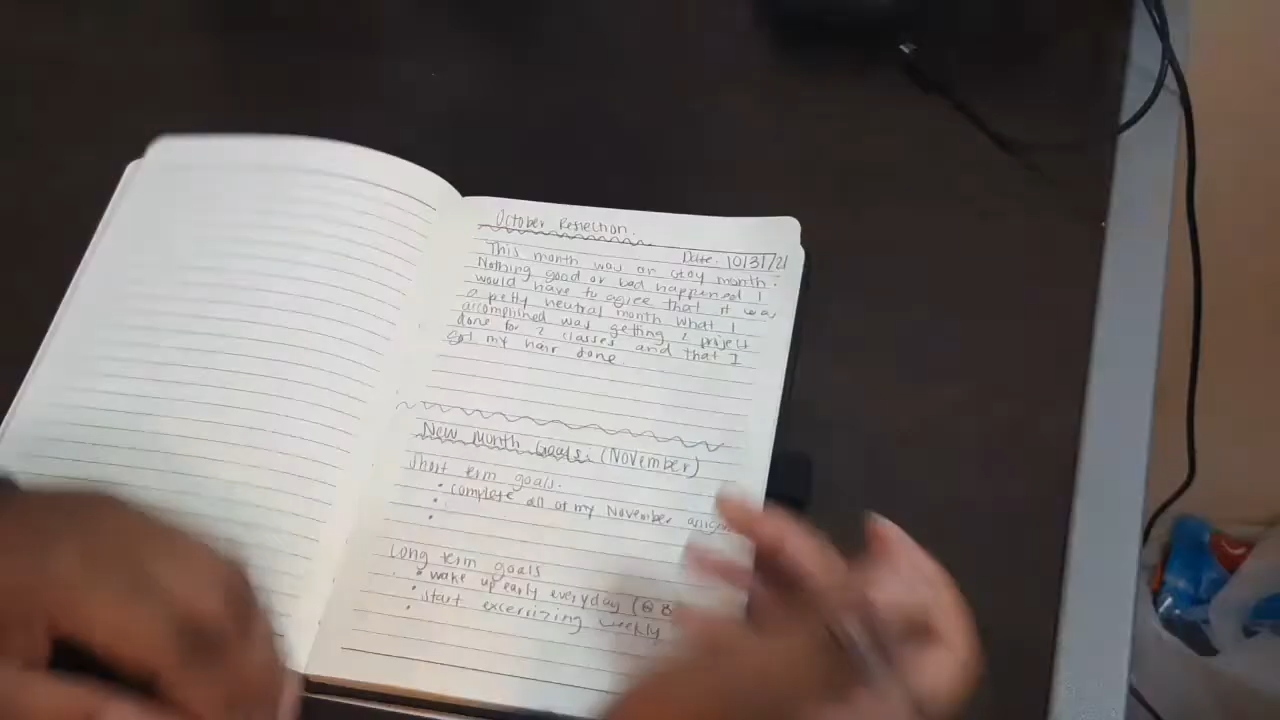 October Reflection.
Date: 10/31/21
This month was an okay month.
Nothing good or bad happened I
would have to agree that it was
a petty neutral month what I
accomplished was getting 2 project
done for 2 classes and that I
got my hair done
New Month Goals: (November)
Short term goals.
• complete all of my November
Long term goals
• wake up early everyday (@ 8
• start excerrizing weekly